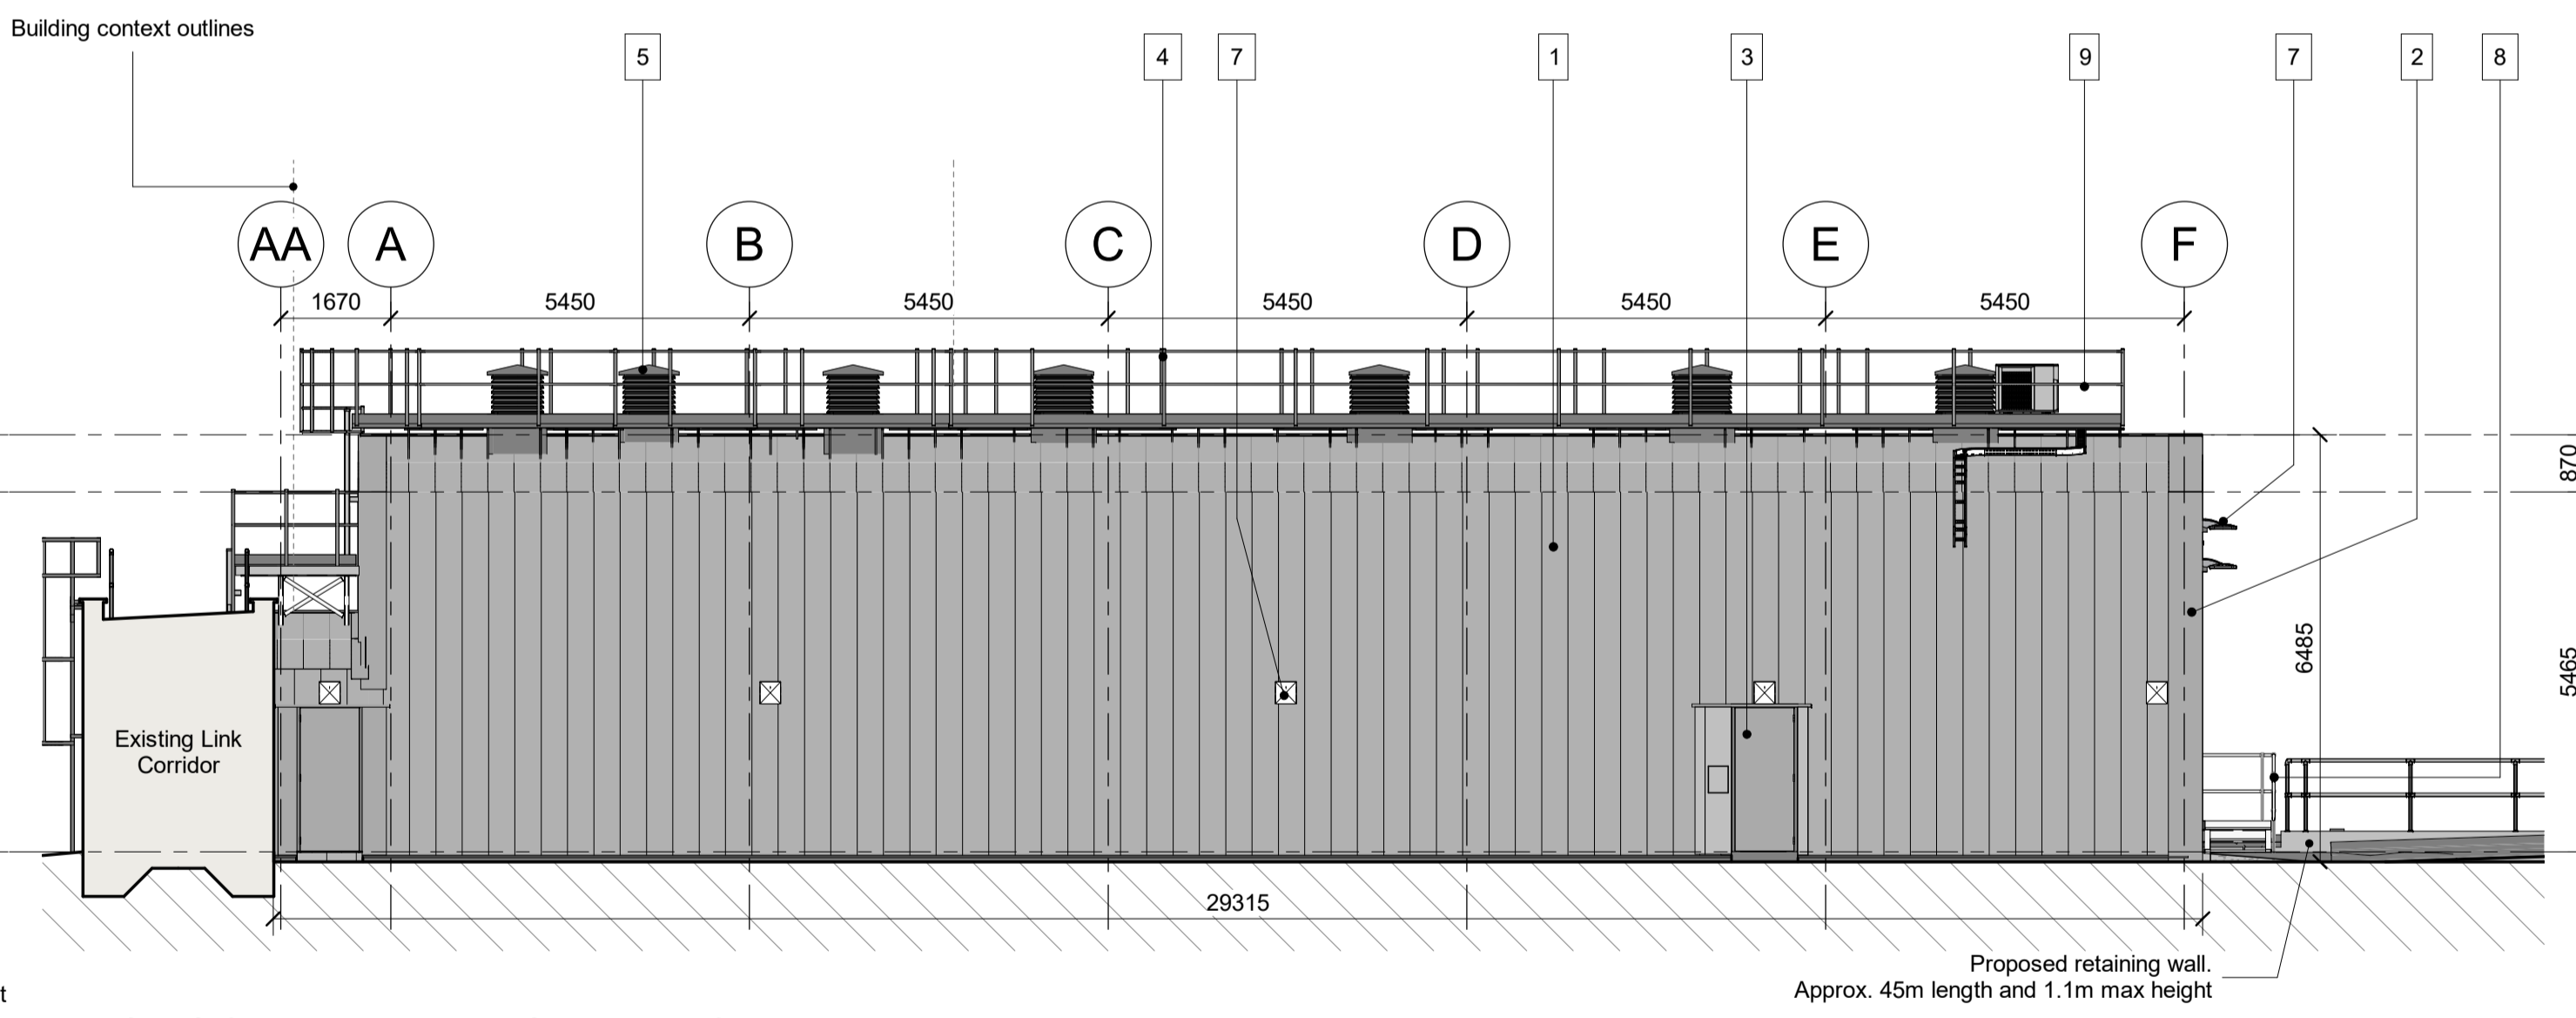 Building context outlines
5
4
7
1
3
9
7
2
8
AA
A
B
C
D
E
F
1670
5450
5450
5450
5450
5450
870
6485
5465
Existing Link
Corridor
29315
Proposed retaining wall.
Approx. 45m length and 1.1m max height
t